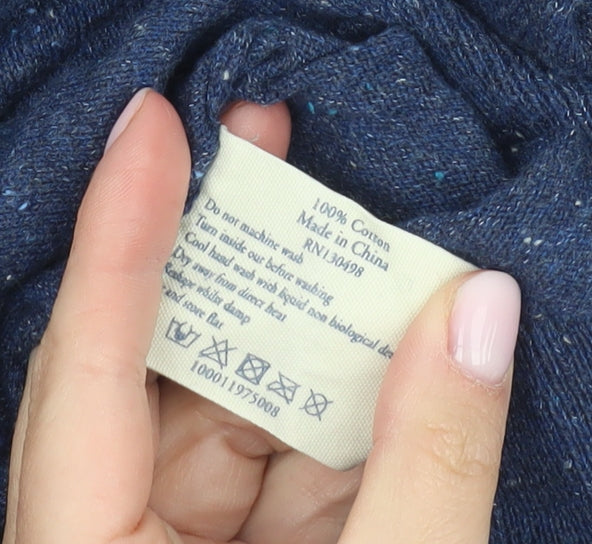 100% Cotton
Made in China
RN130498
Do not machine wash
Turn inside out before washing
Cool hand wash with liquid non biological de
Dry away from direct heat
Reshape whilst damp
and store flat
100011975008